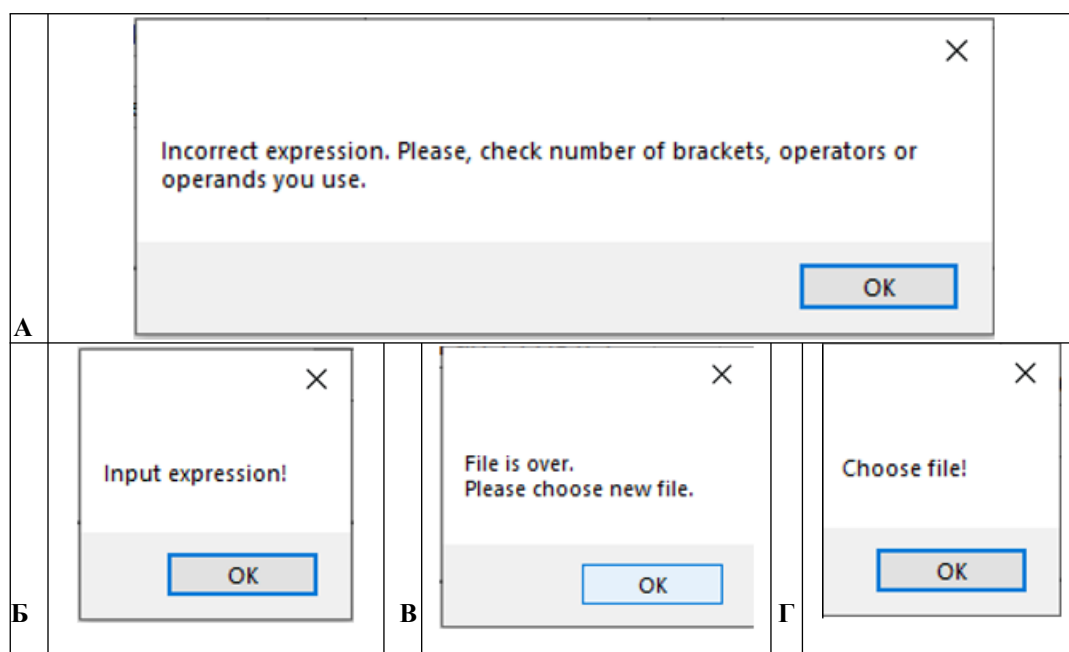 Incorrect expression. Please, check number of brackets, operators or
operands you use.
OK
А
Input expression!
OK
Б
File is over.
Please choose new file.
OK
В
Choose file!
OK
Г